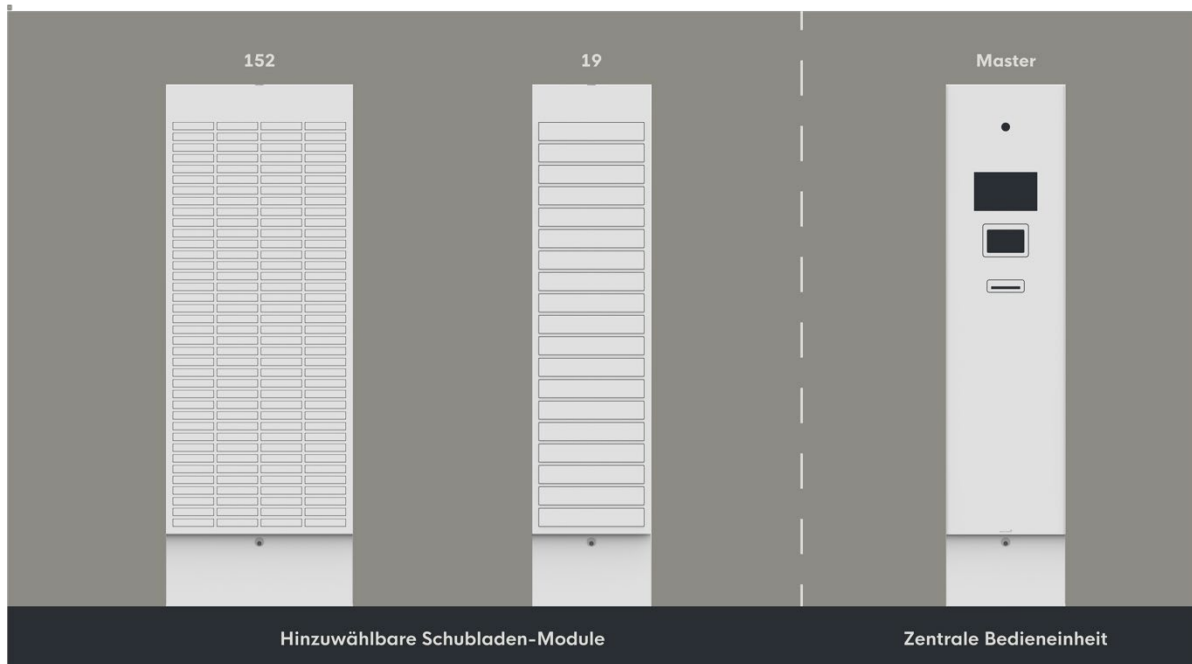 152
19
Master
Hinzuwählbare Schubladen-Module
Zentrale Bedieneinheit